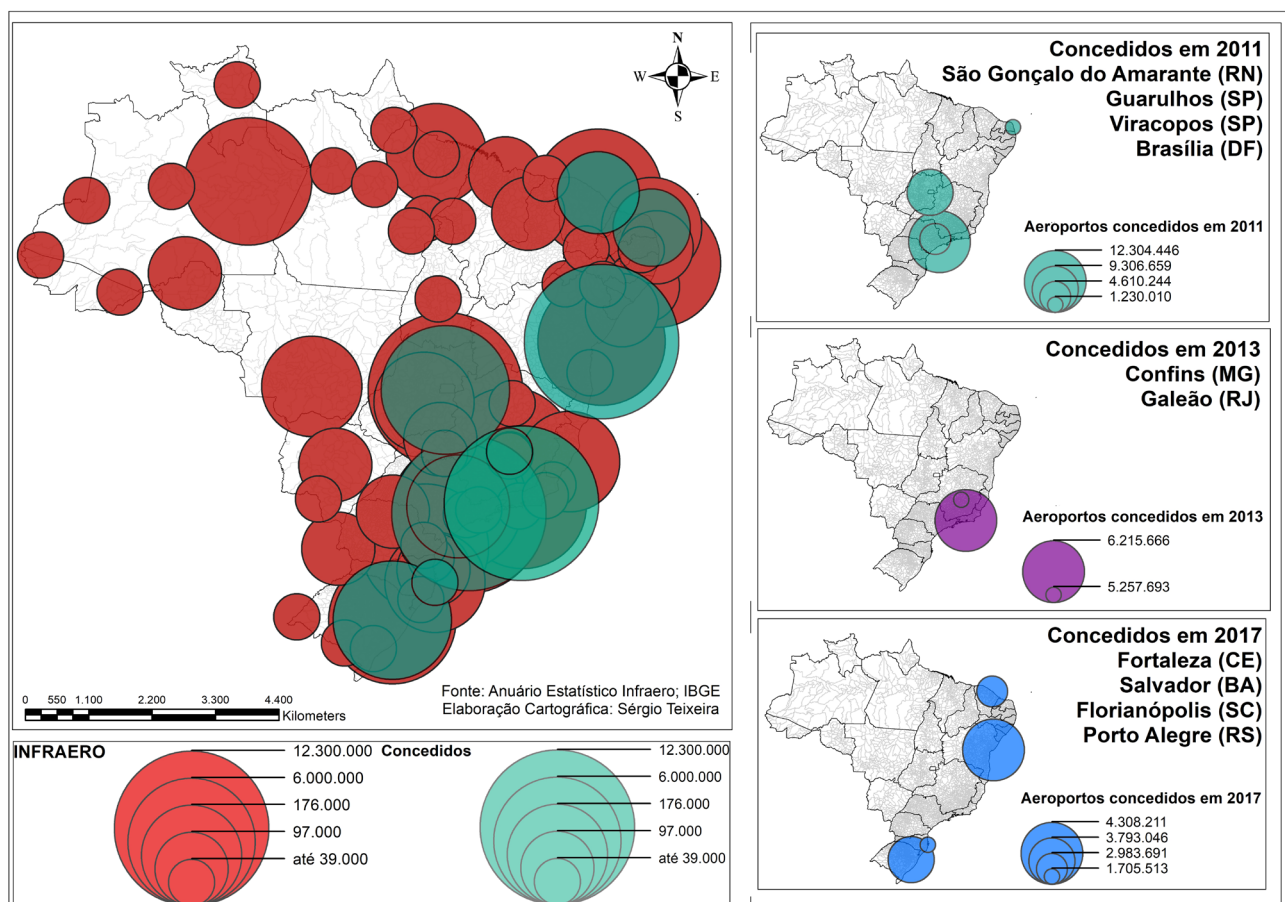 N
W E
S
0 550 1.100 2.200 3.300 4.400
Kilometers
Fonte: Anuário Estatístico Infraero; IBGE
Elaboração Cartográfica: Sérgio Teixeira
INFRAERO
12.300.000
6.000.000
176.000
97.000
até 39.000
Concedidos
12.300.000
6.000.000
176.000
97.000
até 39.000
Concedidos em 2011
São Gonçalo do Amarante (RN)
Guarulhos (SP)
Viracopos (SP)
Brasília (DF)
Aeroportos concedidos em 2011
12.304.446
9.306.659
4.610.244
1.230.010
Concedidos em 2013
Confins (MG)
Galeão (RJ)
Aeroportos concedidos em 2013
6.215.666
5.257.693
Concedidos em 2017
Fortaleza (CE)
Salvador (BA)
Florianópolis (SC)
Porto Alegre (RS)
Aeroportos concedidos em 2017
4.308.211
3.793.046
2.983.691
1.705.513